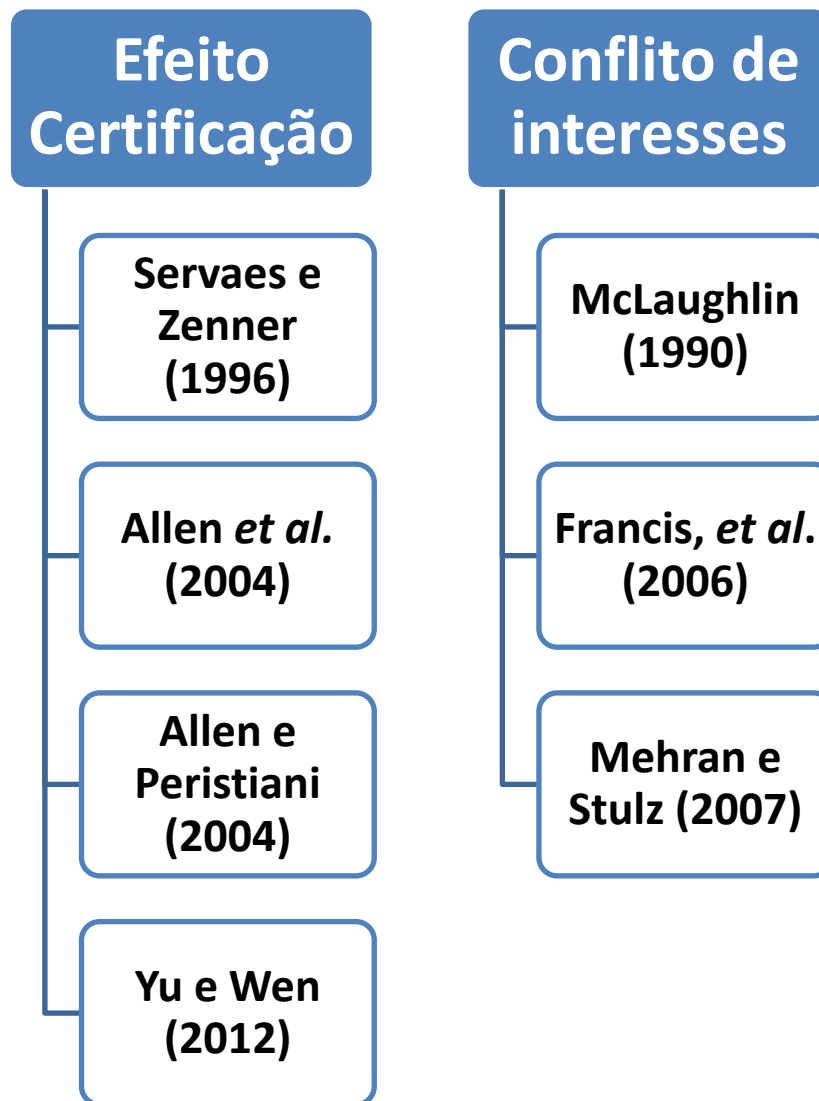 Efeito
Certificação
Servaes e
Zenner
(1996)
Allen et al.
(2004)
Allen e
Peristiani
(2004)
Yu e Wen
(2012)
Conflito de
interesses
McLaughlin
(1990)
Francis, et al.
(2006)
Mehran e
Stulz (2007)